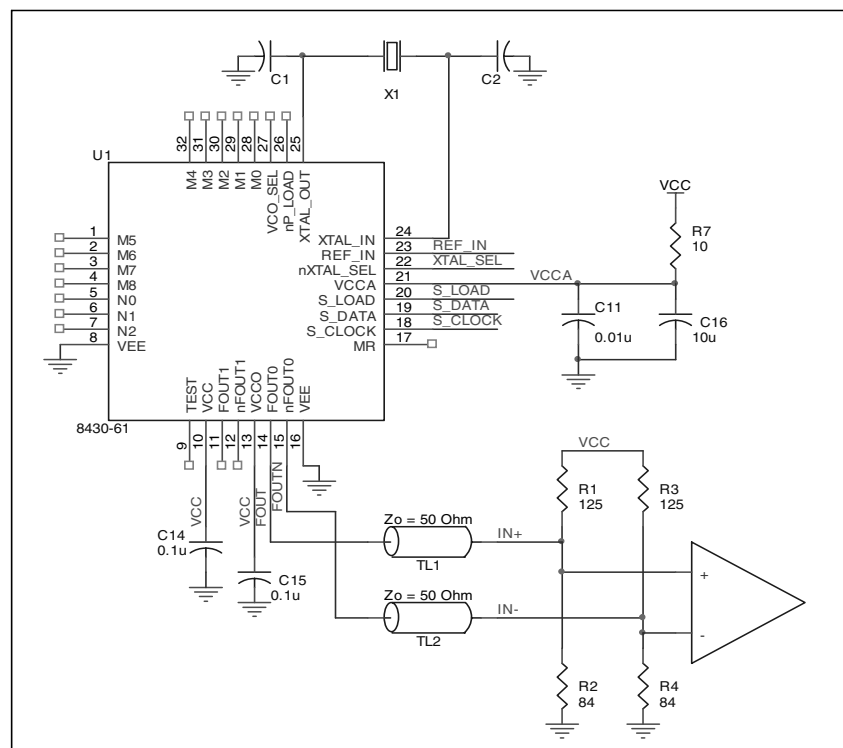 C1
X1
C2
U1
32
31
30
29
28
27
26
25
M4
M3
M2
M1
M0
VCO_SEL
nP_LOAD
XTAL_OUT
1
2
3
4
5
6
7
8
M5
M6
M7
M8
N0
N1
N2
VEE
XTAL_IN
REF_IN
nXTAL_SEL
VCCA
S_LOAD
S_DATA
S_CLOCK
MR
24
23
22
21
20
19
18
17
REF_IN
XTAL_SEL
VCCA
S_LOAD
S_DATA
S_CLOCK
VCC
R7
10
C11
0.01u
C16
10u
TEST
VCC
FOUT1
nFOUT1
VCCO
FOUT0
nFOUT0
VEE
8430-61
9
10
11
12
13
14
15
16
VCC
VCC
FOUT
FOUTN
C14
0.1u
C15
0.1u
Zo = 50 Ohm
TL1
Zo = 50 Ohm
TL2
IN+
IN-
VCC
R1
125
R3
125
+
-
R2
84
R4
84